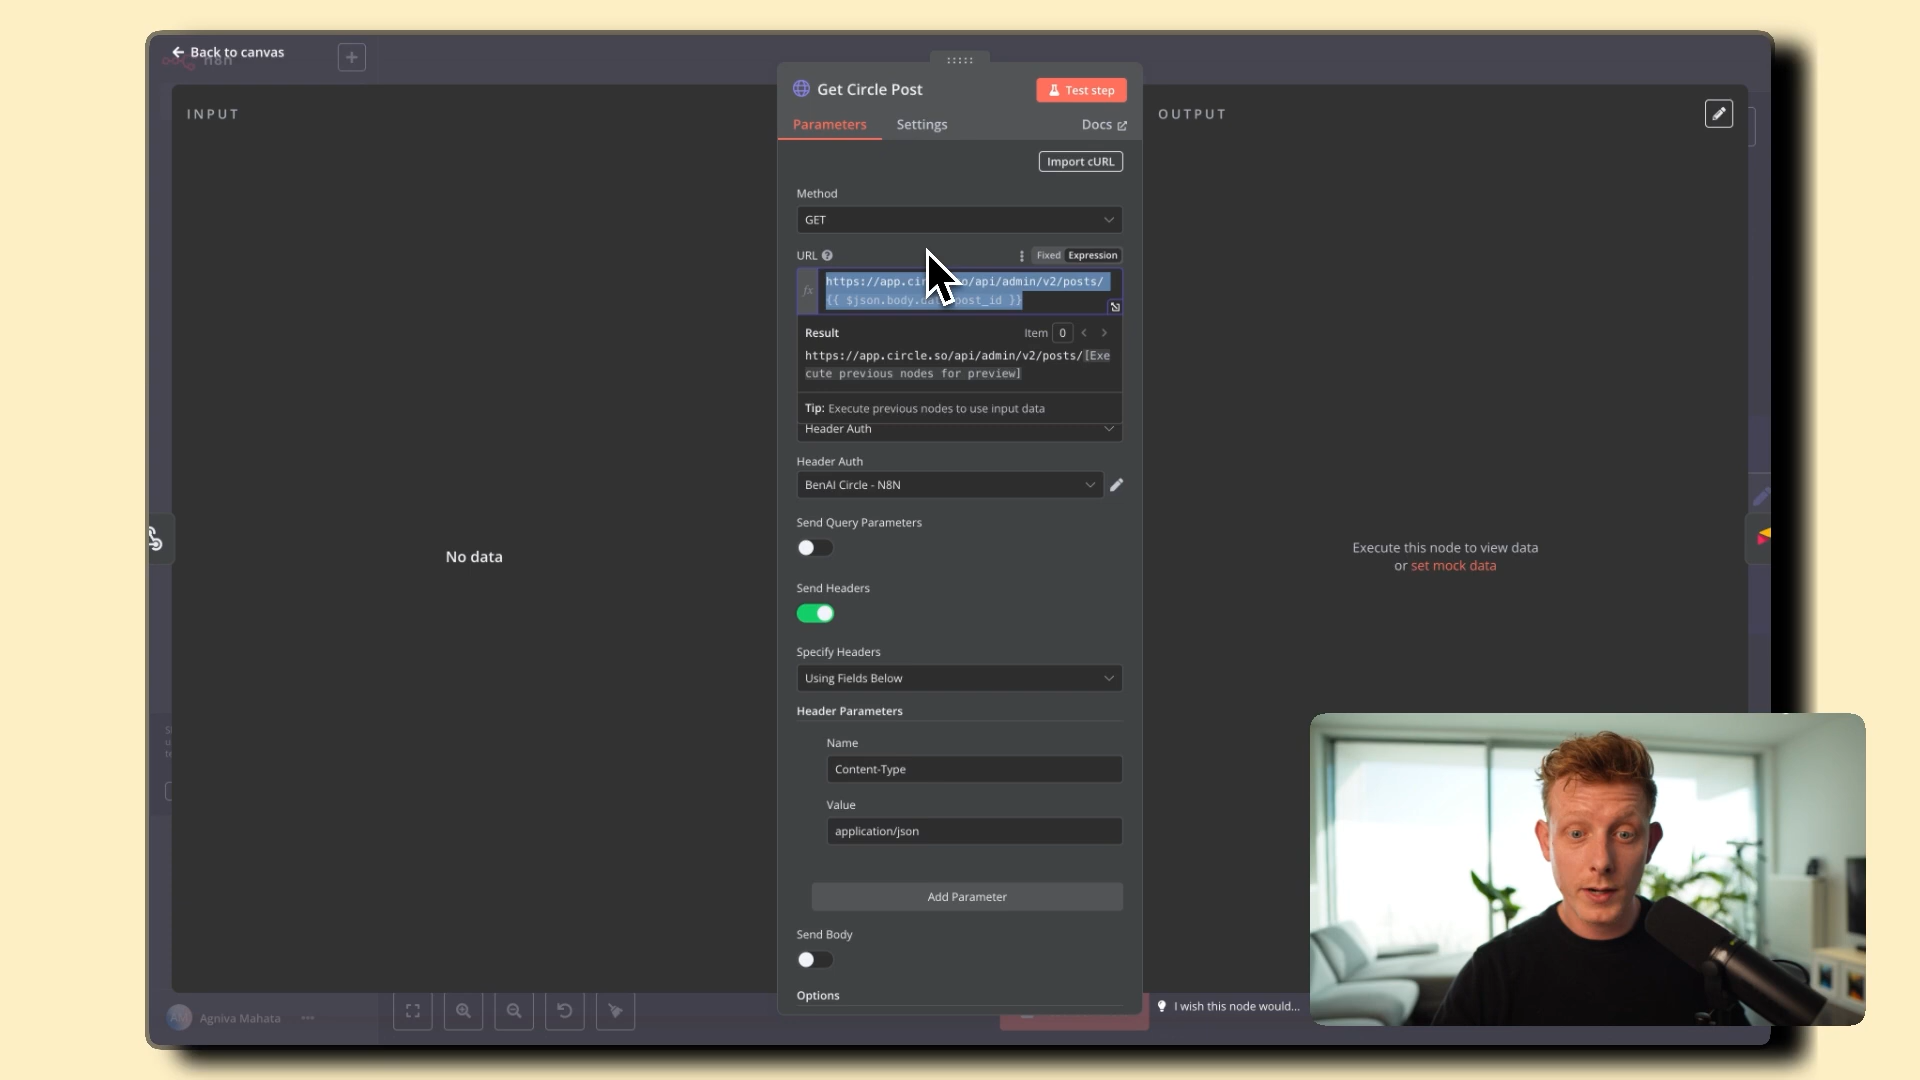 Back to canvas
n8n
INPUT
No data
Get Circle Post
Test step
Parameters
Settings
Docs
Import cURL
Method
GET
URL
Fixed
Expression
fx
https://app.cir so/api/admin/v2/posts/
{{ $json.body.da post_id }}
Result
Item
0
https://app.circle.so/api/admin/v2/posts/[Exe
cute previous nodes for preview]
Tip: Execute previous nodes to use input data
Header Auth
Header Auth
BenAI Circle - N8N
Send Query Parameters
Send Headers
Specify Headers
Using Fields Below
Header Parameters
Name
Content-Type
Value
application/json
Add Parameter
Send Body
Options
OUTPUT
Execute this node to view data
or set mock data
Agniva Mahata
I wish this node would...